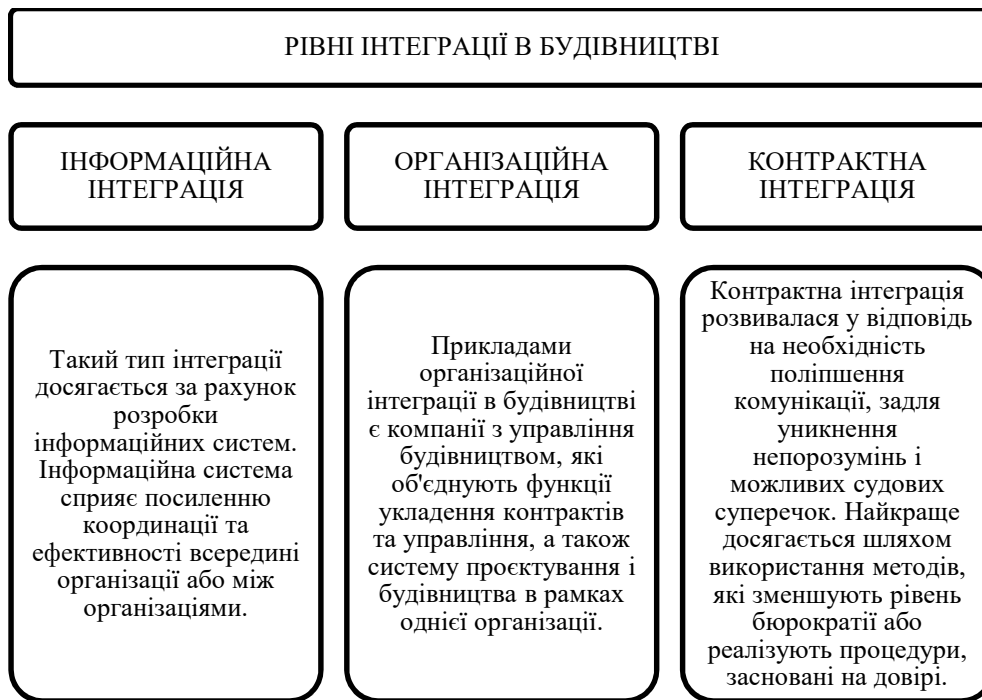 РІВНІ ІНТЕГРАЦІЇ В БУДІВНИЦТВІ
ІНФОРМАЦІЙНА
ІНТЕГРАЦІЯ
ОРГАНІЗАЦІЙНА
ІНТЕГРАЦІЯ
КОНТРАКТНА
ІНТЕГРАЦІЯ
Такий тип інтеграції
досягається за рахунок
розробки
інформаційних систем.
Інформаційна система
сприяє посиленню
координації та
ефективності всередині
організації або між
організаціями.
Прикладами
організаційної
інтеграції в будівництві
є компанії з управління
будівництвом, які
об'єднують функції
укладення контрактів
та управління, а також
систему проєктування і
будівництва в рамках
однієї організації.
Контрактна інтеграція
розвивалася у відповідь
на необхідність
поліпшення
комунікації, задля
уникнення
непорозумінь і
можливих судових
суперечок. Найкраще
досягається шляхом
використання методів,
які зменшують рівень
бюрократії або
реалізують процедури,
засновані на довірі.